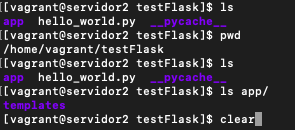 [[vagrant@servidor2 testFlask]$ ls
app  hello_world.py  __pycache__
[[vagrant@servidor2 testFlask]$ pwd
/home/vagrant/testFlask
[[vagrant@servidor2 testFlask]$ ls
app  hello_world.py  __pycache__
[[vagrant@servidor2 testFlask]$ ls app/
templates
[vagrant@servidor2 testFlask]$ clear